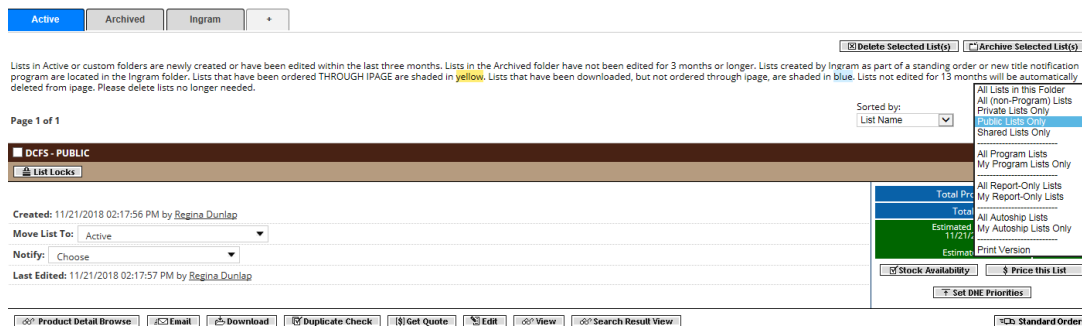 Active Archived Ingram +
Delete Selected List(s) Archive Selected List(s)
Lists in Active or custom folders are newly created or have been edited within the last three months. Lists in the Archived folder have not been edited for 3 months or longer. Lists created by Ingram as part of a standing order or new title notification
program are located in the Ingram folder. Lists that have been ordered THROUGH IPAGE are shaded in yellow. Lists that have been downloaded, but not ordered through ipage, are shaded in blue. Lists not edited for 13 months will be automatically
deleted from ipage. Please delete lists no longer needed.
Sorted by:
Page 1 of 1
List Name
All Lists in this Folder
All (non-Program) Lists
Private Lists Only
Public Lists Only
Shared Lists Only
-------------------------
All Program Lists
My Program Lists Only
-------------------------
All Report-Only Lists
My Report-Only Lists
-------------------------
All Autoship Lists
My Autoship Lists Only
-------------------------
Print Version
DCFS - PUBLIC
List Locks
Total
Total
Estimated
11/21/
Created: 11/21/2018 02:17:56 PM by Regina Dunlap
Move List To: Active
Notify: Choose
Last Edited: 11/21/2018 02:17:57 PM by Regina Dunlap
Stock Availability $ Price this List
Set DNE Priorities
Product Detail Browse Email Download Duplicate Check Get Quote Edit View Search Result View Standard Order